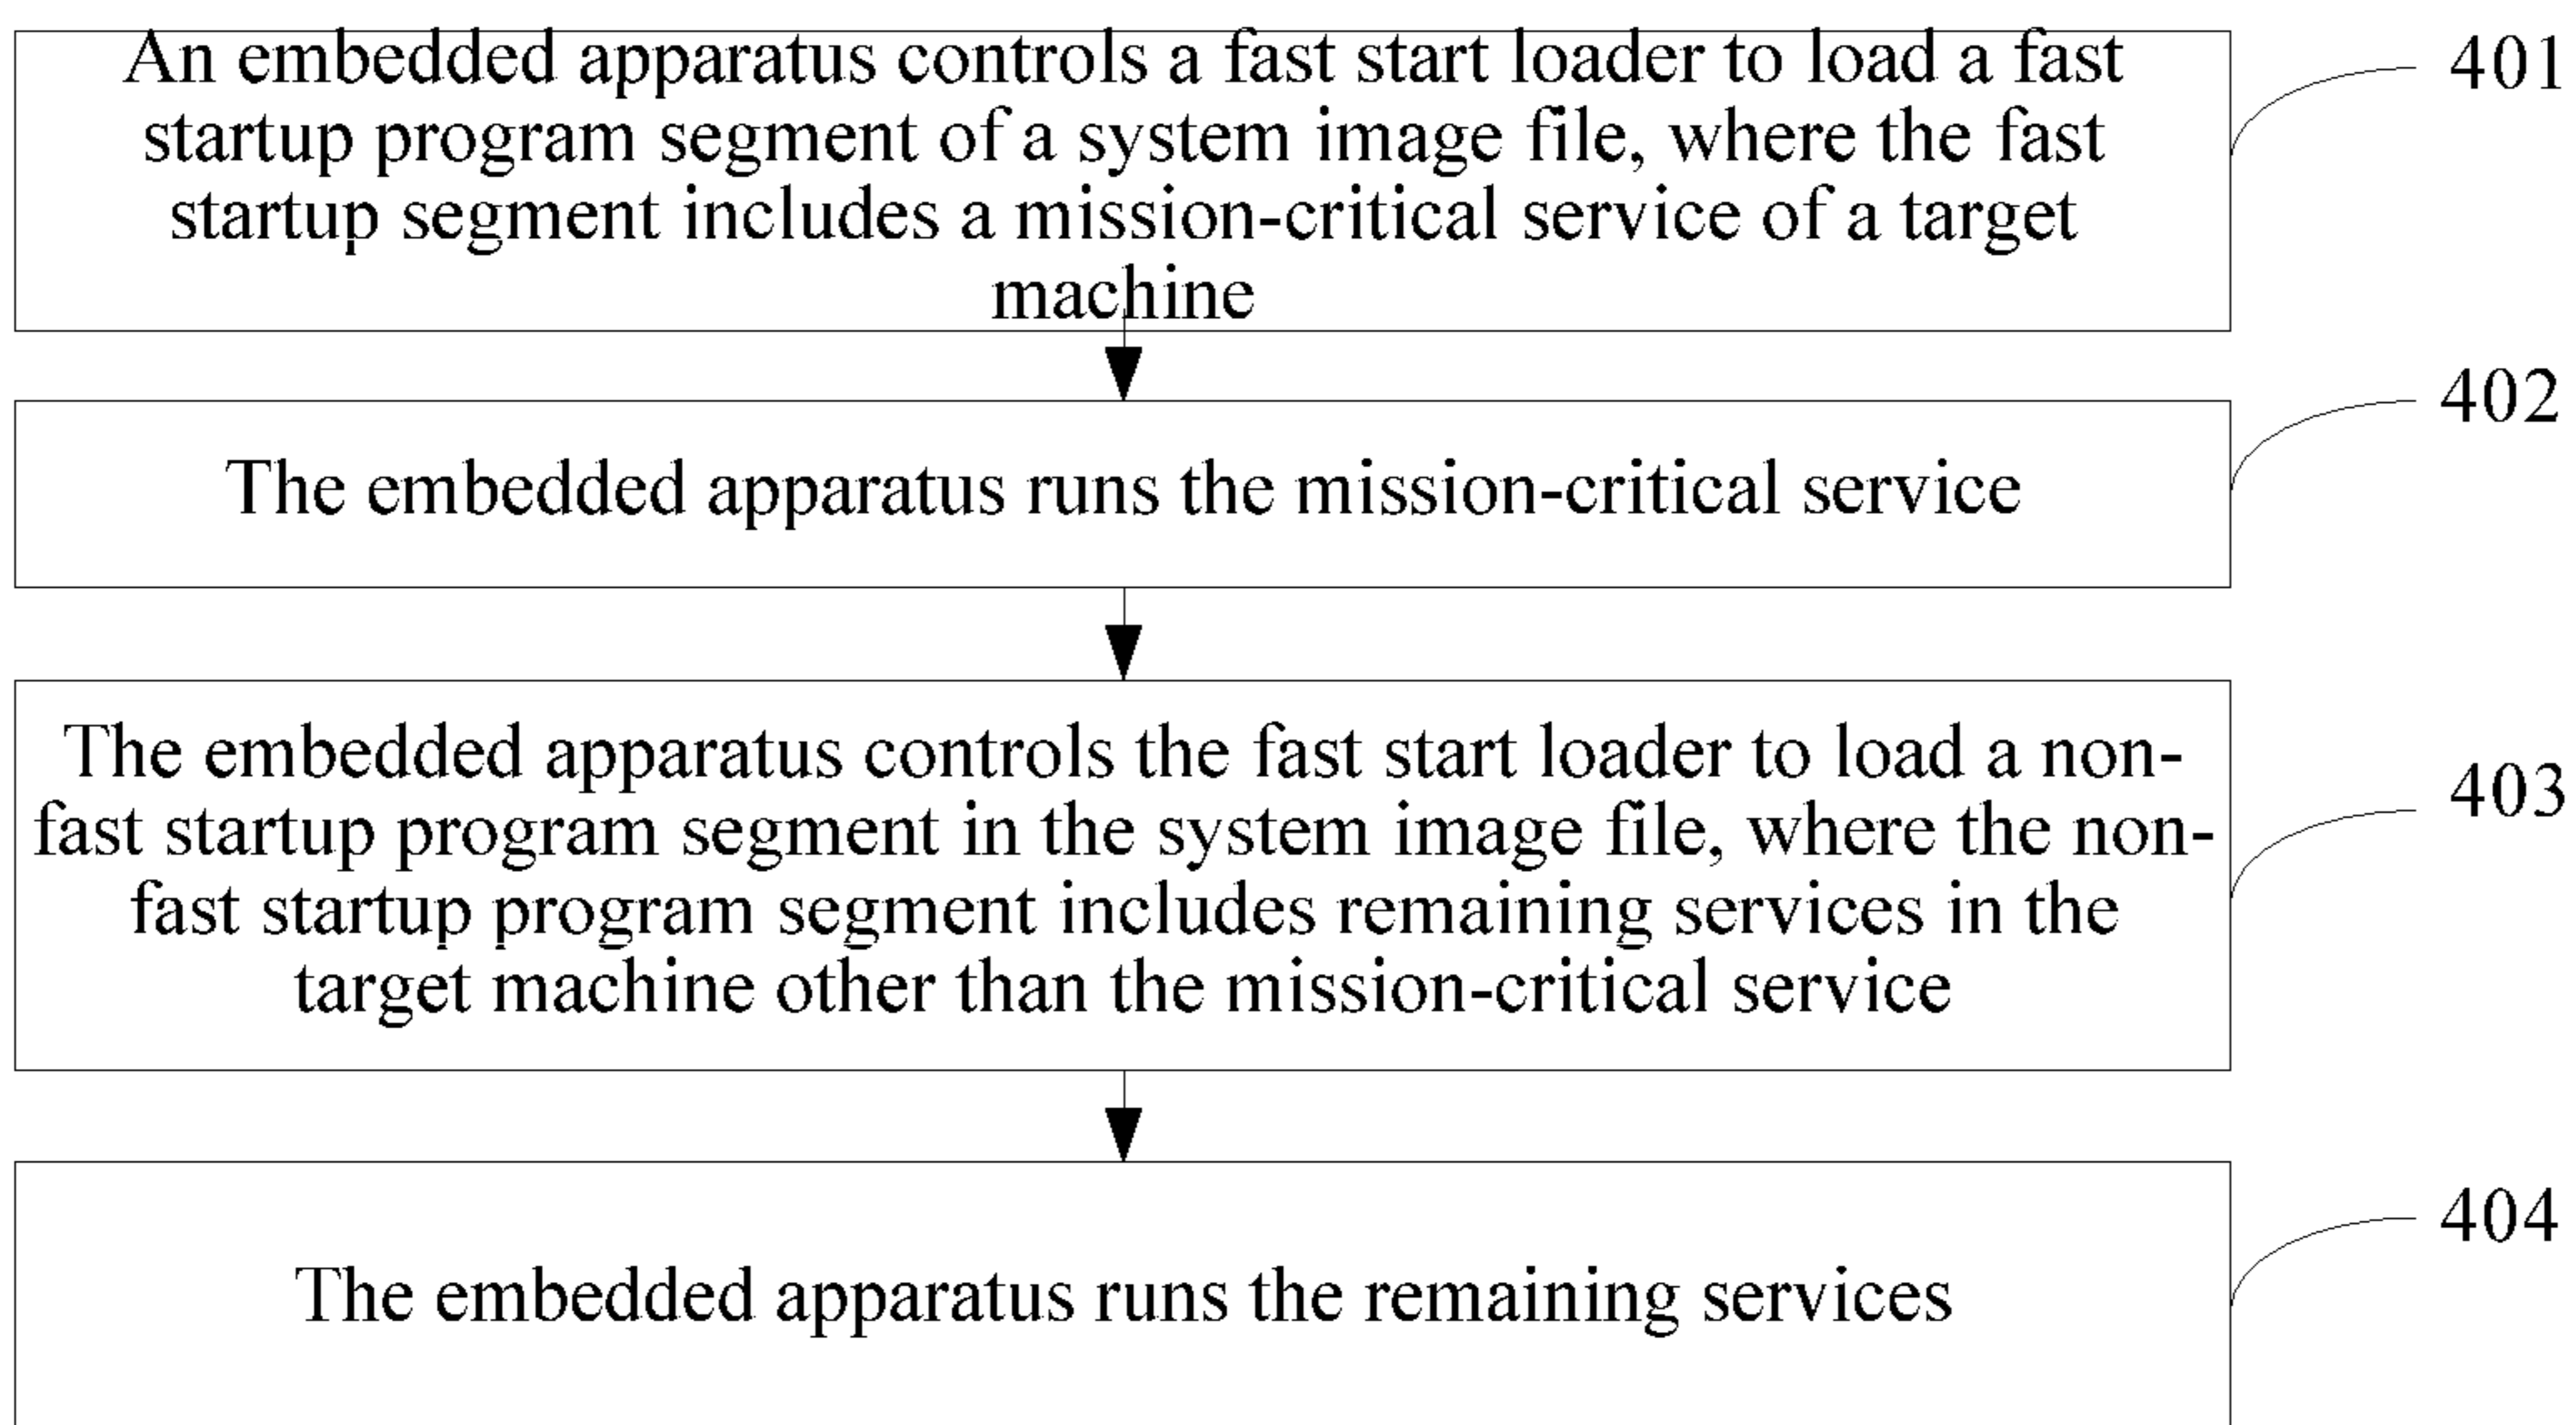 An embedded apparatus controls a fast start loader to load a fast
startup program segment of a system image file, where the fast
startup segment includes a mission-critical service of a target
machine
401
The embedded apparatus runs the mission-critical service
402
The embedded apparatus controls the fast start loader to load a non-
fast startup program segment in the system image file, where the non-
fast startup program segment includes remaining services in the
target machine other than the mission-critical service
403
The embedded apparatus runs the remaining services
404